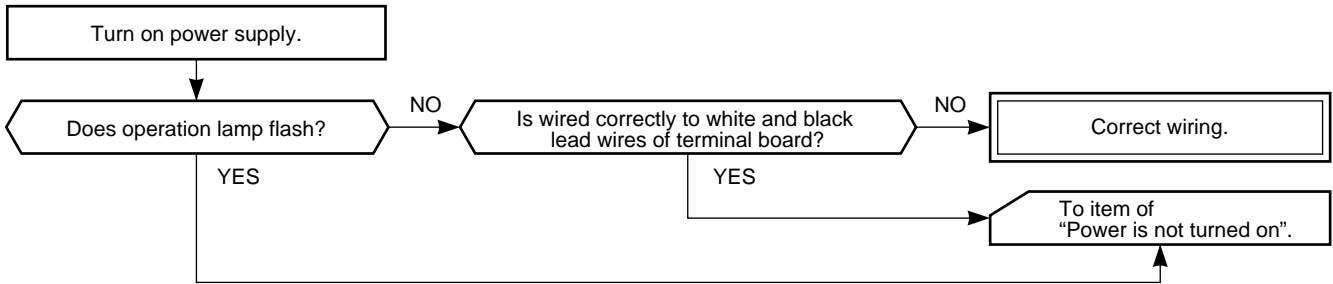 Turn on power supply.
Does operation lamp flash?
NO
Is wired correctly to white and black
lead wires of terminal board?
NO
Correct wiring.
YES
YES
To item of
“Power is not turned on”.